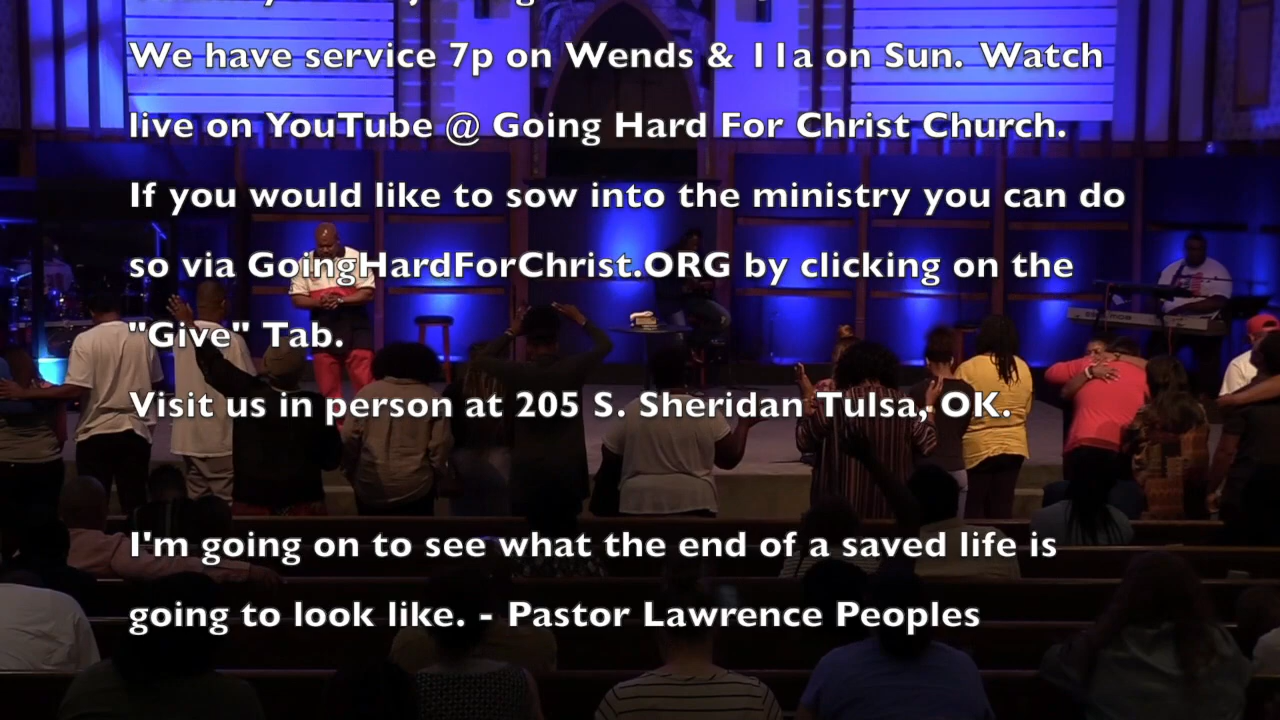 We have service 7p on Wends & 11a on Sun. Watch
live on YouTube @ Going Hard For Christ Church.
If you would like to sow into the ministry you can do
so via GoingHardForChrist.ORG by clicking on the
"Give" Tab.
Visit us in person at 205 S. Sheridan Tulsa, OK.
I'm going on to see what the end of a saved life is
going to look like. - Pastor Lawrence Peoples